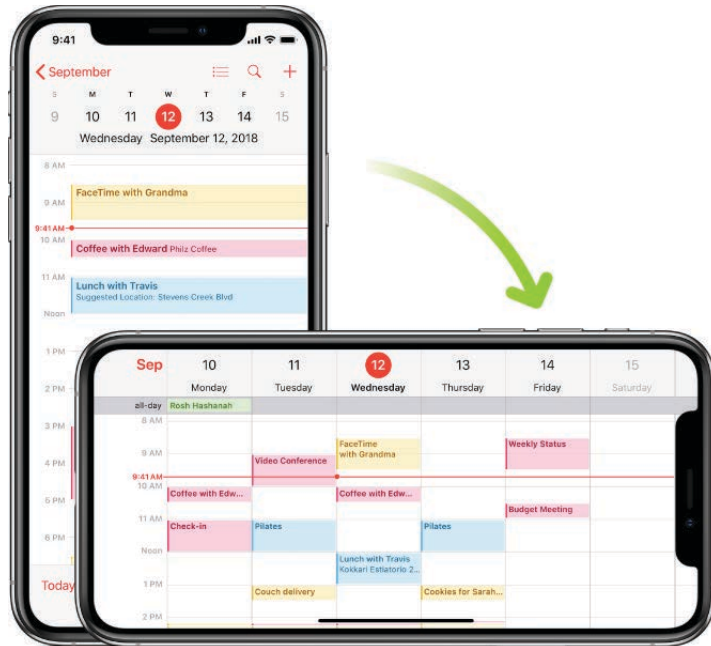 9:41
September
S M T W T F S
9 10 11 12 13 14 15
Wednesday September 12, 2018
8 AM
FaceTime with Grandma
9 AM
9:41 AM
10 AM
Coffee with Edward Philz Coffee
11 AM
Lunch with Travis
Suggested Location: Stevens Creek Blvd
Noon
1 PM
2 PM
3 PM
4 PM
5 PM
6 PM
Today
Sep 10 11 12 13 14 15
Monday Tuesday Wednesday Thursday Friday Saturday
all-day Rosh Hashanah
8 AM
FaceTime
with Grandma
Weekly Status
9 AM
Video Conference
9:41 AM
10 AM
Coffee with Edw... Coffee with Edw...
Budget Meeting
11 AM
Check-in Pilates Pilates
Noon
Lunch with Travis
Kokkari Estiatorio 2...
1 PM
Couch delivery Cookies for Sarah...
2 PM